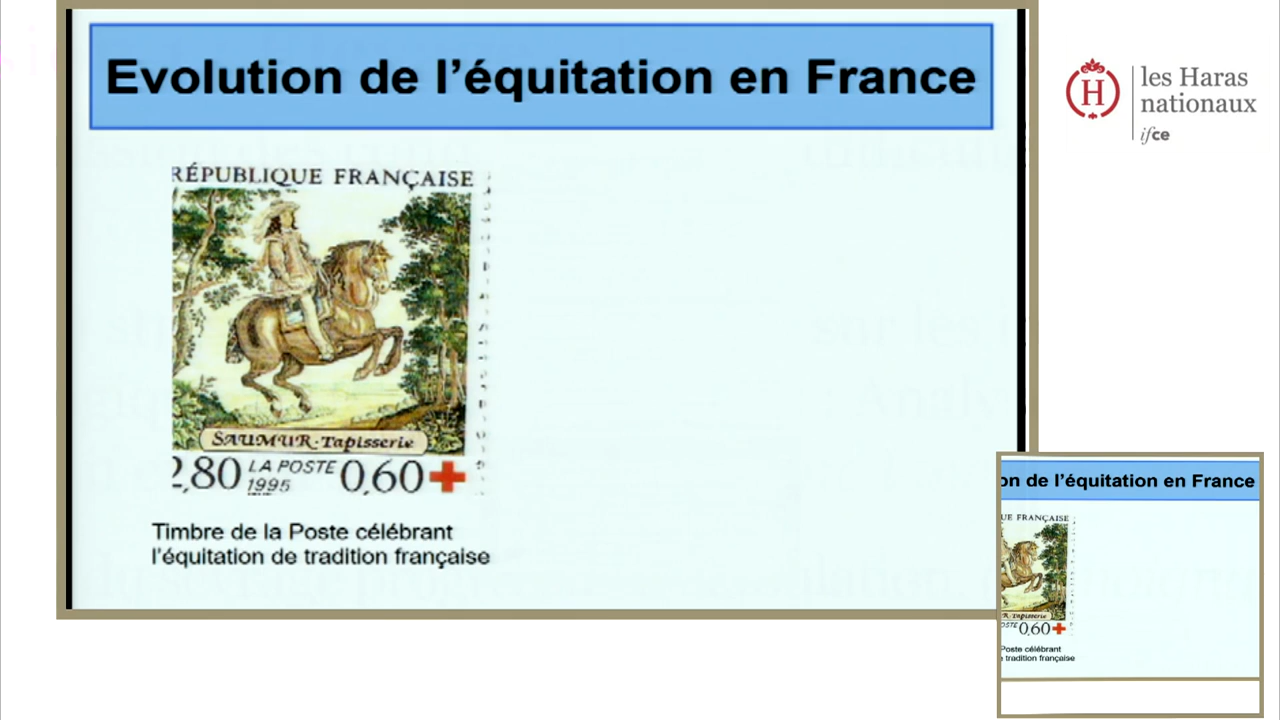 Evolution de l'équitation en France
RÉPUBLIQUE FRANÇAISE
SAUMUR·Tapisserie
2,80 LA POSTE 1995 0,60
Timbre de la Poste célébrant
l'équitation de tradition française
les Haras
nationaux
ifce
on de l'équitation en France
UE FRANÇAISE
R. Tapisserie
OSTE 0,60
Poste célébrant
tradition française